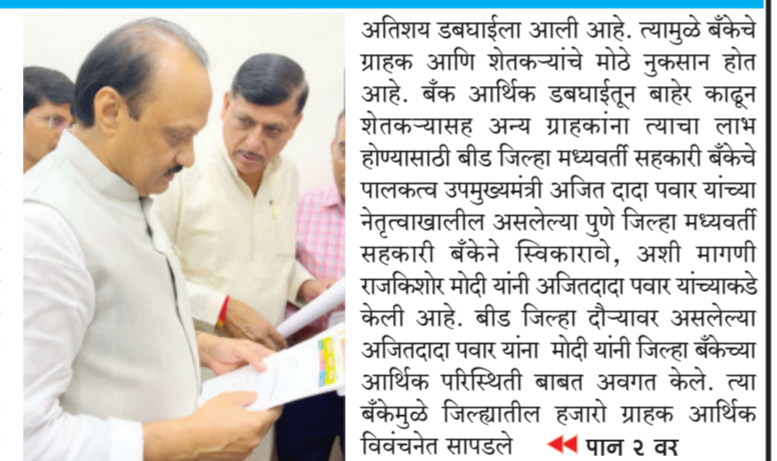 अतिशय डबघाईला आली आहे. त्यामुळे बँकेचे
ग्राहक आणि शेतकऱ्यांचे मोठे नुकसान होत
आहे. बँक आर्थिक डबघाईतून बाहेर काढून
शेतकऱ्यासह अन्य ग्राहकांना त्याचा लाभ
होण्यासाठी बीड जिल्हा मध्यवर्ती सहकारी बँकेचे
पालकत्व उपमुख्यमंत्री अजित दादा पवार यांच्या
नेतृत्वाखालील असलेल्या पुणे जिल्हा मध्यवर्ती
सहकारी बँकेने स्विकारावे, अशी मागणी
राजकिशोर मोदी यांनी अजितदादा पवार यांच्याकडे
केली आहे. बीड जिल्हा दौऱ्यावर असलेल्या
अजितदादा पवार यांना मोदी यांनी जिल्हा बँकेच्या
आर्थिक परिस्थिती बाबत अवगत केले. त्या
बँकेमुळे जिल्ह्यातील हजारो ग्राहक आर्थिक
विवंचनेत सापडले पान २ वर